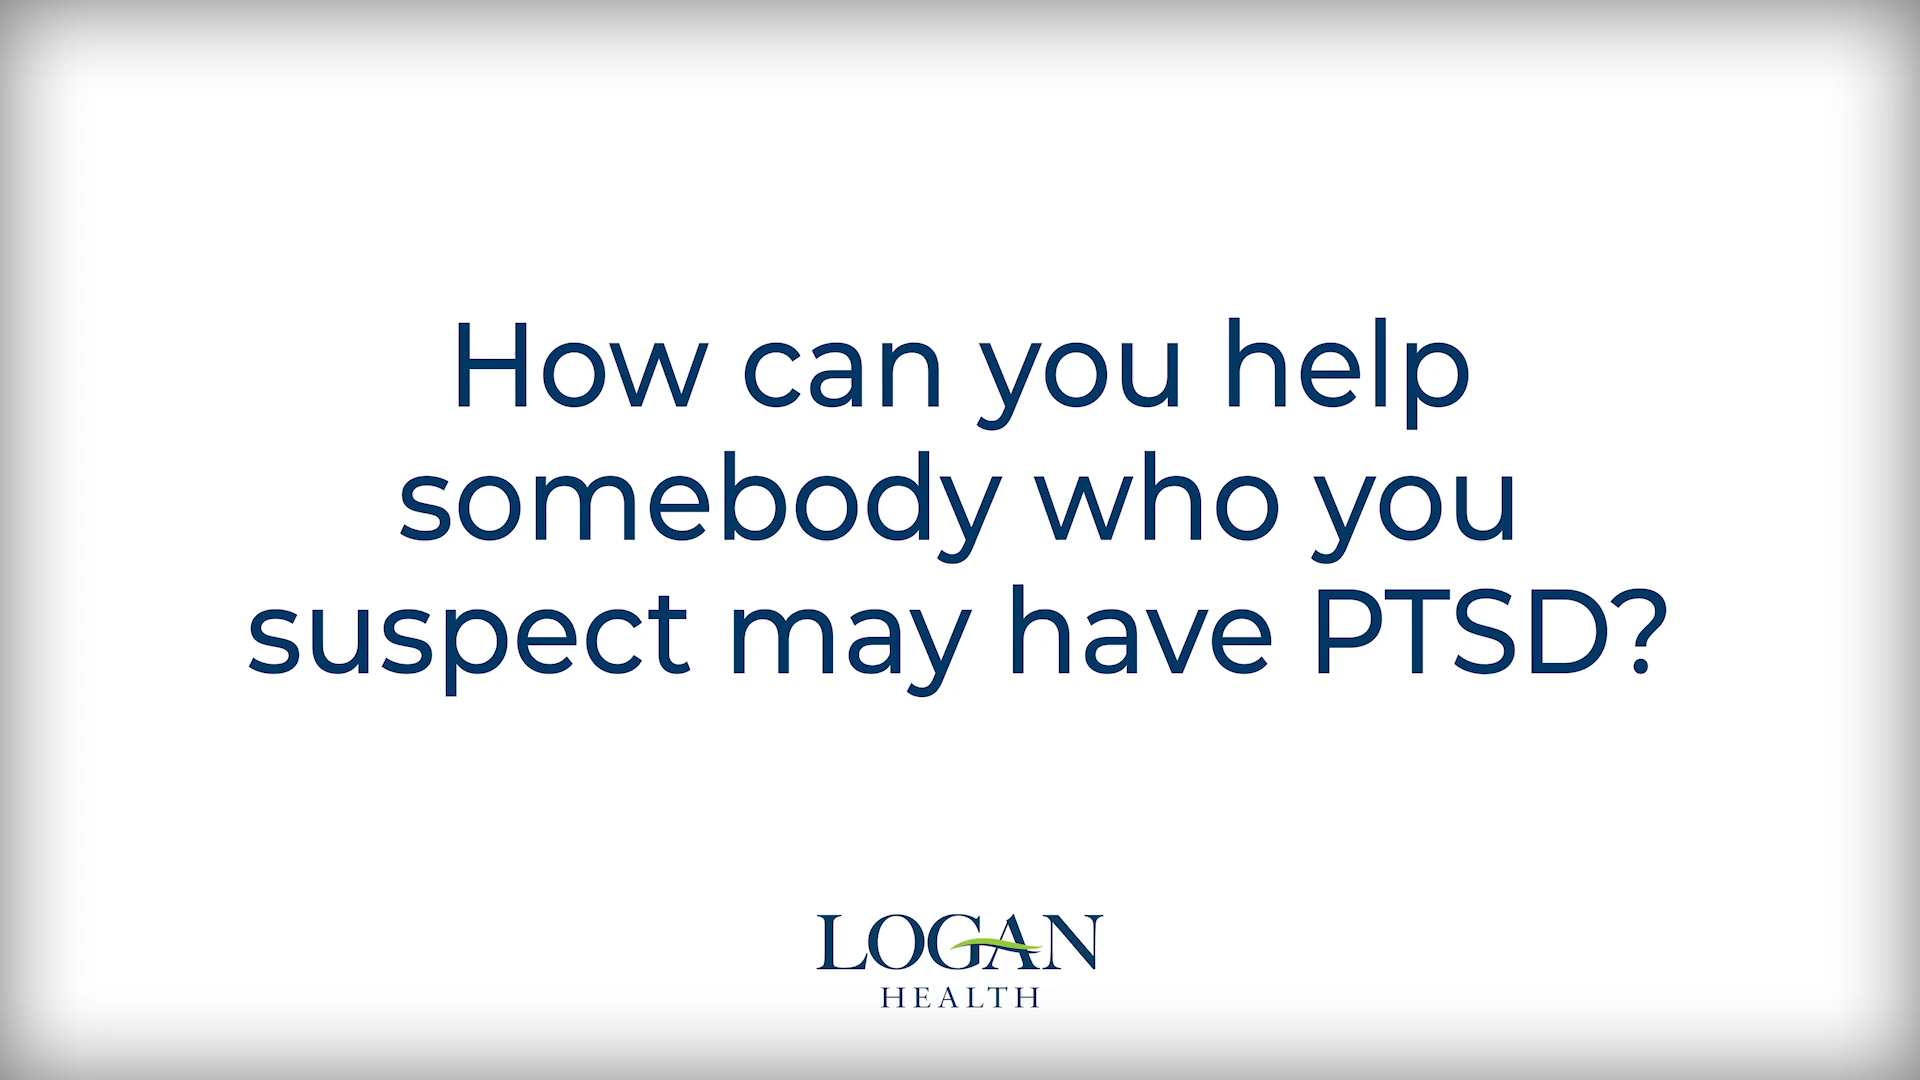 How can you help
somebody who you
suspect may have PTSD?
LOGAN
HEALTH